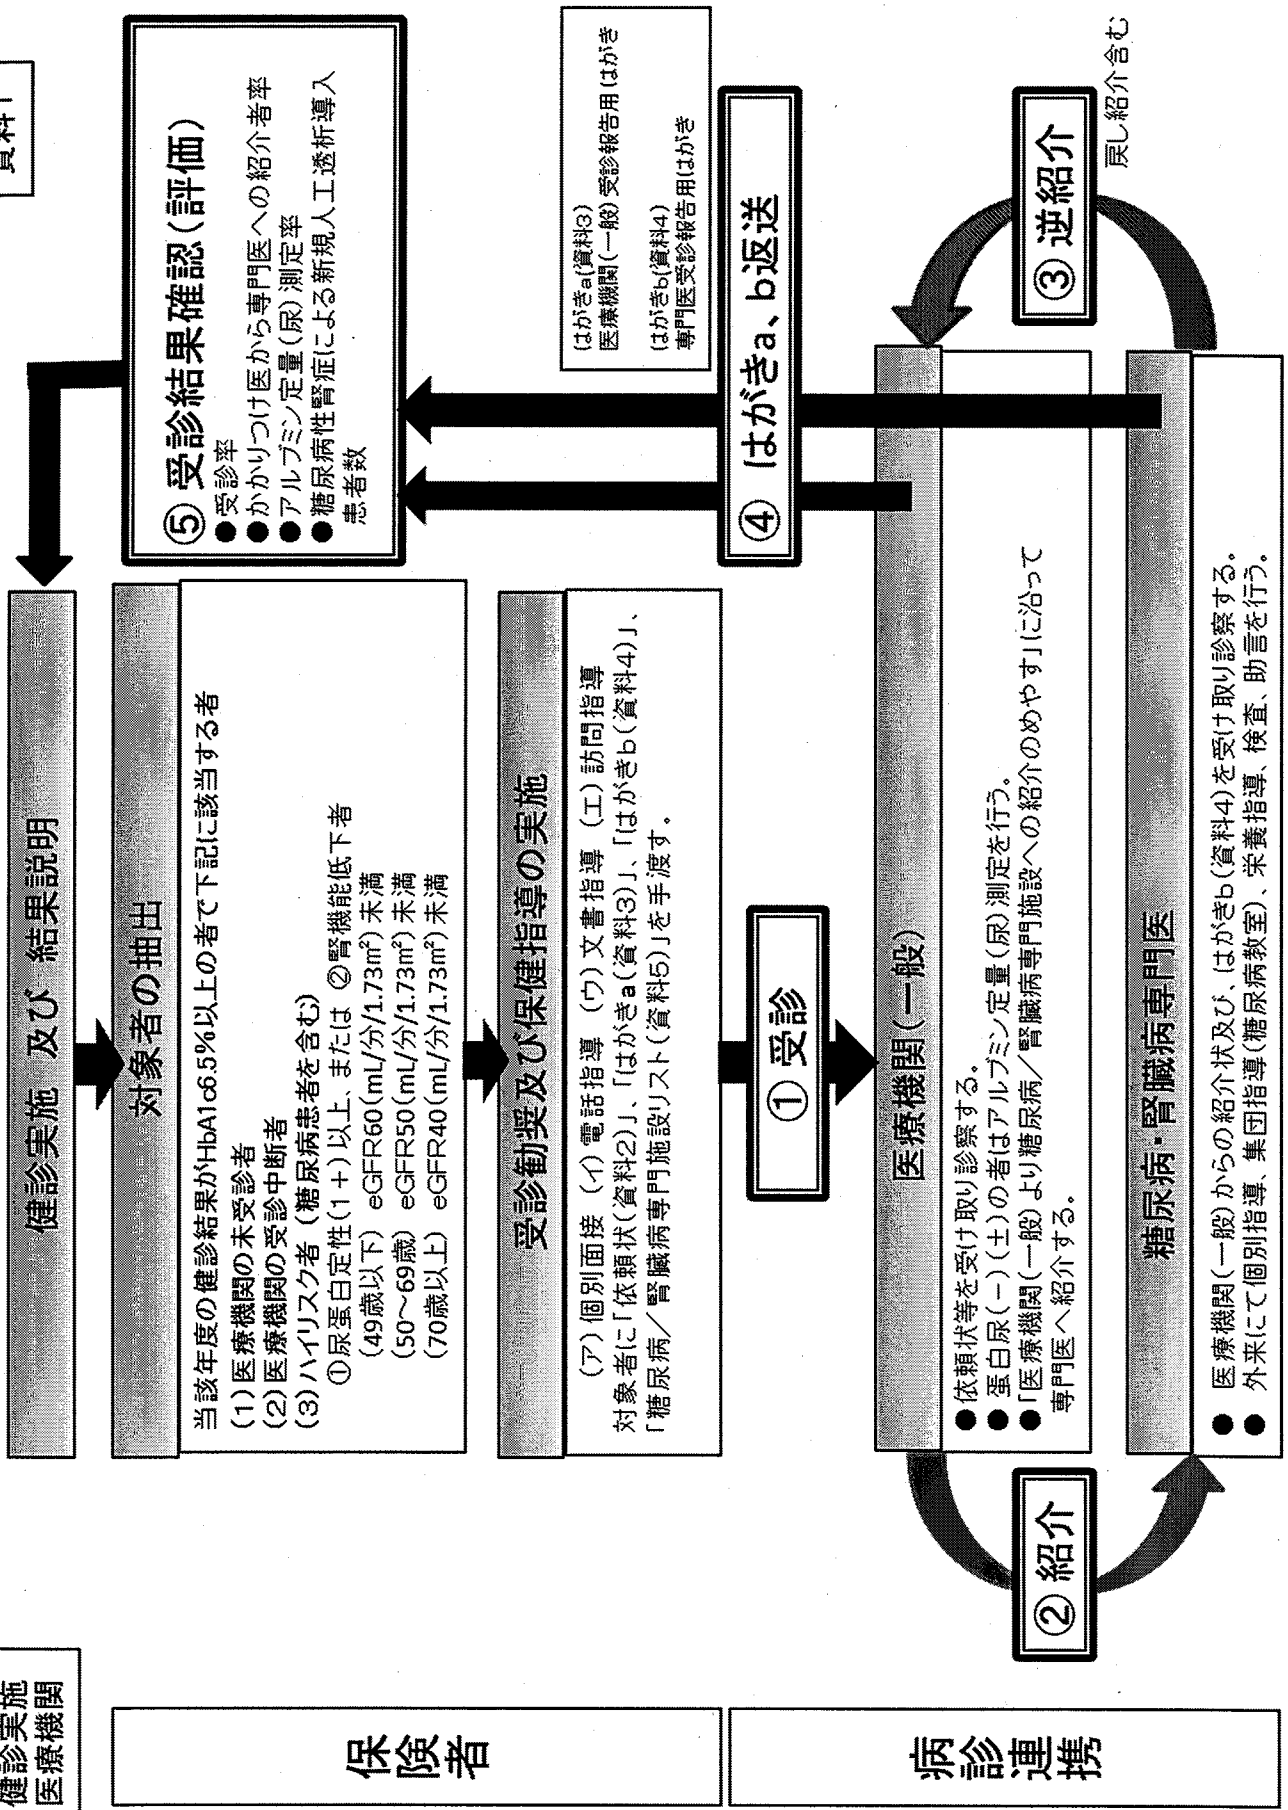 資料1
健診実施
医療機関
健診実施 及び 結果説明
保険者
対象者の抽出
当該年度の健診結果がHbA1c6.5%以上の者で下記に該当する者
(1)医療機関の未受診者
(2)医療機関の受診中断者
(3)ハイリスク者 (糖尿病患者を含む)
①尿蛋白定性(1+)以上、または ②腎機能低下者
(49歳以下) eGFR60(mL/分/1.73m²)未満
(50~69歳) eGFR50(mL/分/1.73m²)未満
(70歳以上) eGFR40(mL/分/1.73m²)未満
受診勧奨及び保健指導の実施
(ア)個別面接 (イ)電話指導 (ウ)文書指導 (エ)訪問指導
対象者に「依頼状(資料2)」、「はがきa(資料3)」、「はがきb(資料4)」、
「糖尿病/腎臓病専門施設リスト(資料5)」を手渡す。
⑤ 受診結果確認(評価)
●受診率
●かかりつけ医から専門医への紹介者率
●アルブミン定量(尿)測定率
●糖尿病性腎症による新規人工透析導入
患者数
(はがきa(資料3)
医療機関(一般)受診報告用はがき
(はがきb(資料4)
専門医受診報告用はがき
④ はがきa、b返送
① 受診
病診連携
医療機関(一般)
●依頼状等を受け取り診察する。
●蛋白尿(-)(±)の者はアルブミン定量(尿)測定を行う。
●「医療機関(一般)より糖尿病/腎臓病専門施設への紹介のめやす」に沿って
専門医へ紹介する。
② 紹介
③ 逆紹介
戻し紹介含む
糖尿病・腎臓病専門医
● 医療機関(一般)からの紹介状及び、はがきb(資料4)を受け取り診察する。
● 外来にて個別指導、集団指導(糖尿病教室)、栄養指導、検査、助言を行う。